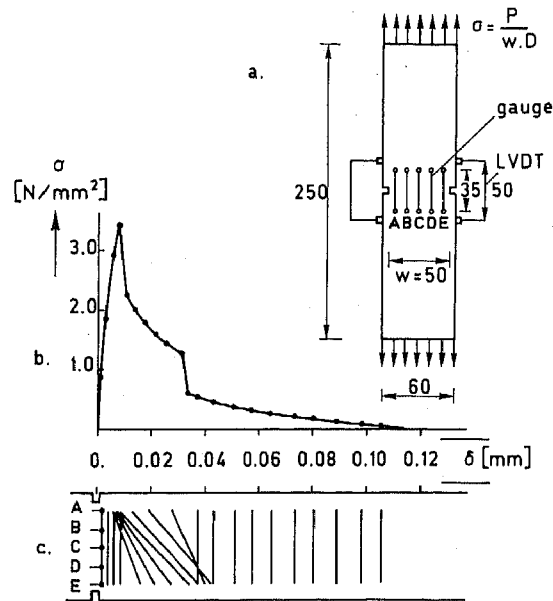 a.
σ = P / w.D
gauge
LVDT
250
35
50
A B C D E
w = 50
60
σ
[N/mm²]
3.0
2.0
1.0
b.
0. 0.02 0.04 0.06 0.08 0.10 0.12
δ [mm]
c.
A
B
C
D
E